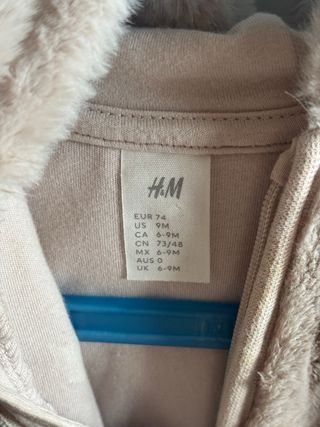 H&M
EUR 74
US 9M
CA 6-9M
CN 73/48
MX 6-9M
AUS 0
UK 6-9M